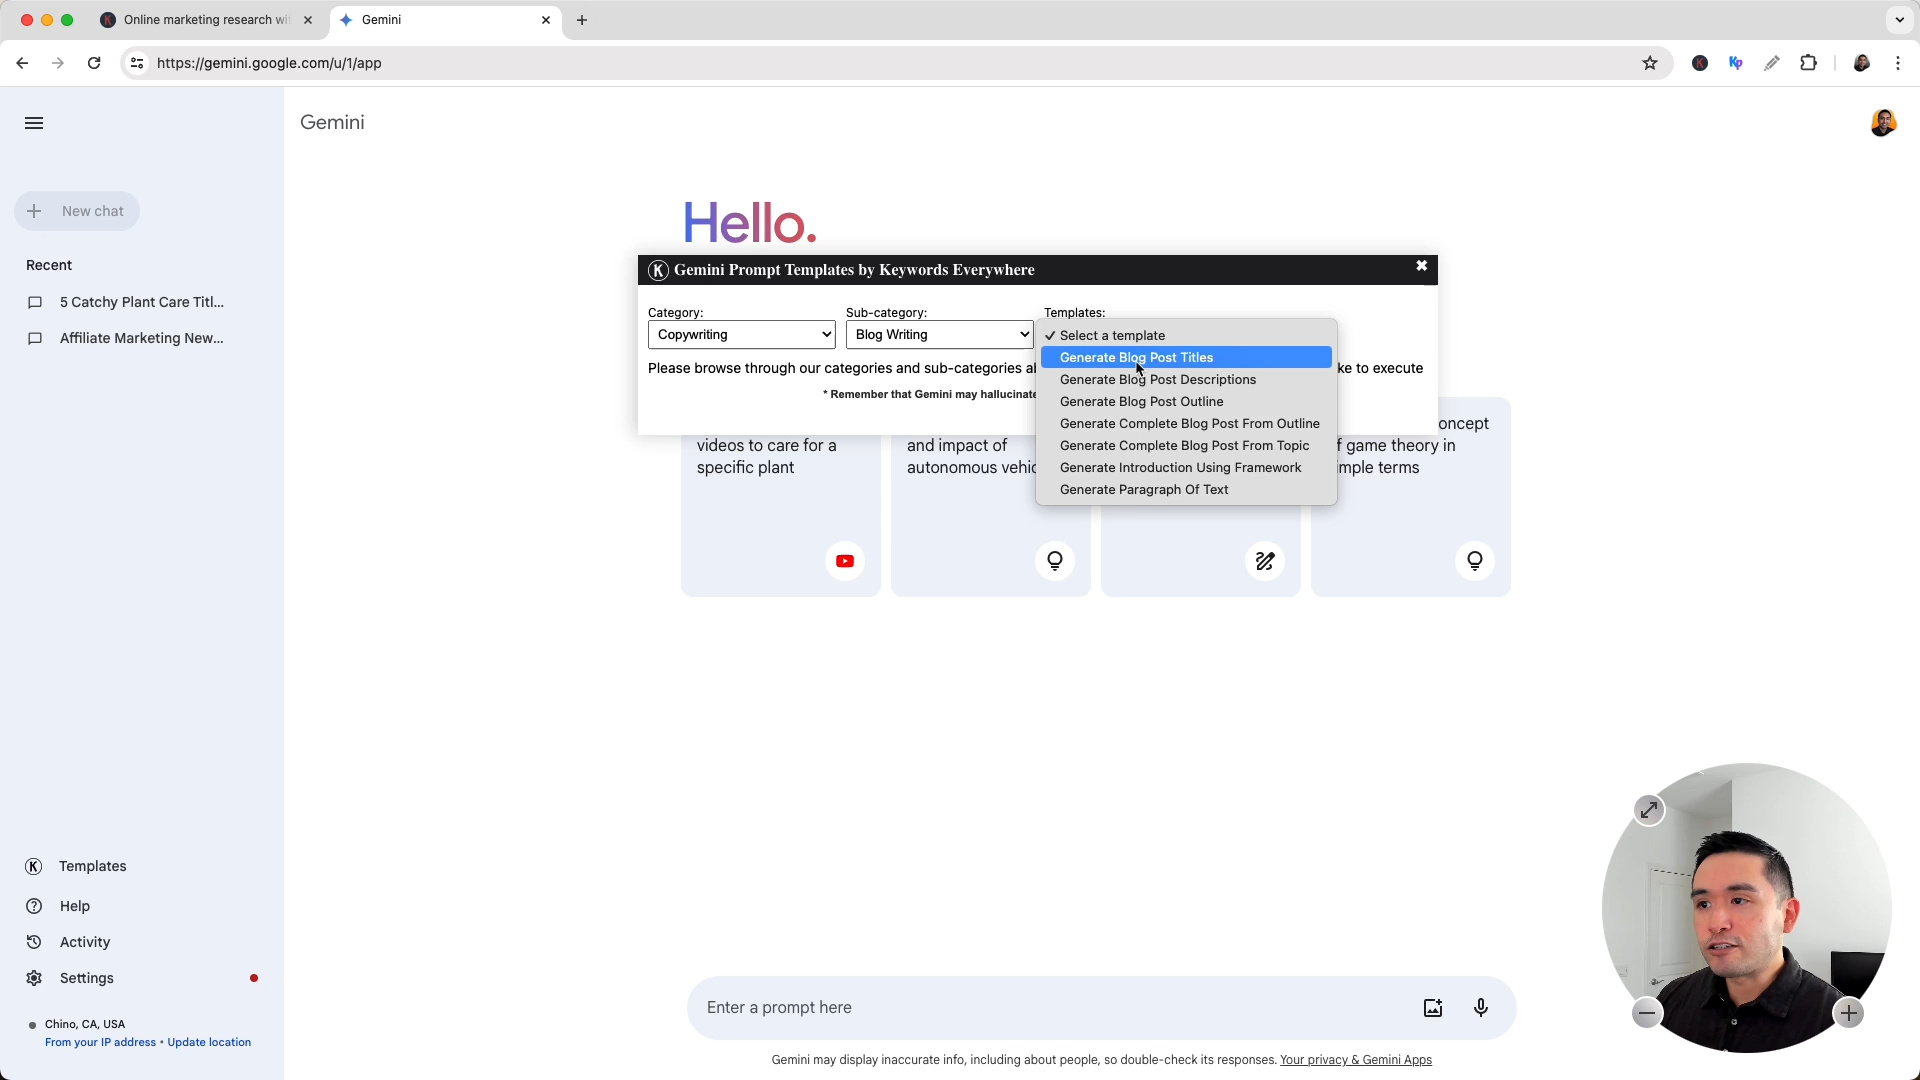 Online marketing research wi
Gemini
https://gemini.google.com/u/1/app
Kp
Gemini
New chat
Recent
5 Catchy Plant Care Titl...
Affiliate Marketing New...
Templates
Help
Activity
Settings
Chino, CA, USA
From your IP address • Update location
Hello.
K Gemini Prompt Templates by Keywords Everywhere
Category:
Sub-category:
Templates:
Copywriting
Blog Writing
✓ Select a template
Generate Blog Post Titles
Generate Blog Post Descriptions
Generate Blog Post Outline
Generate Complete Blog Post From Outline
Generate Complete Blog Post From Topic
Generate Introduction Using Framework
Generate Paragraph Of Text
Please browse through our categories and sub-categories a
ke to execute
* Remember that Gemini may hallucinate
videos to care for a
specific plant
and impact of
autonomous vehic
oncept
f game theory in
mple terms
Enter a prompt here
Gemini may display inaccurate info, including about people, so double-check its responses. Your privacy & Gemini Apps